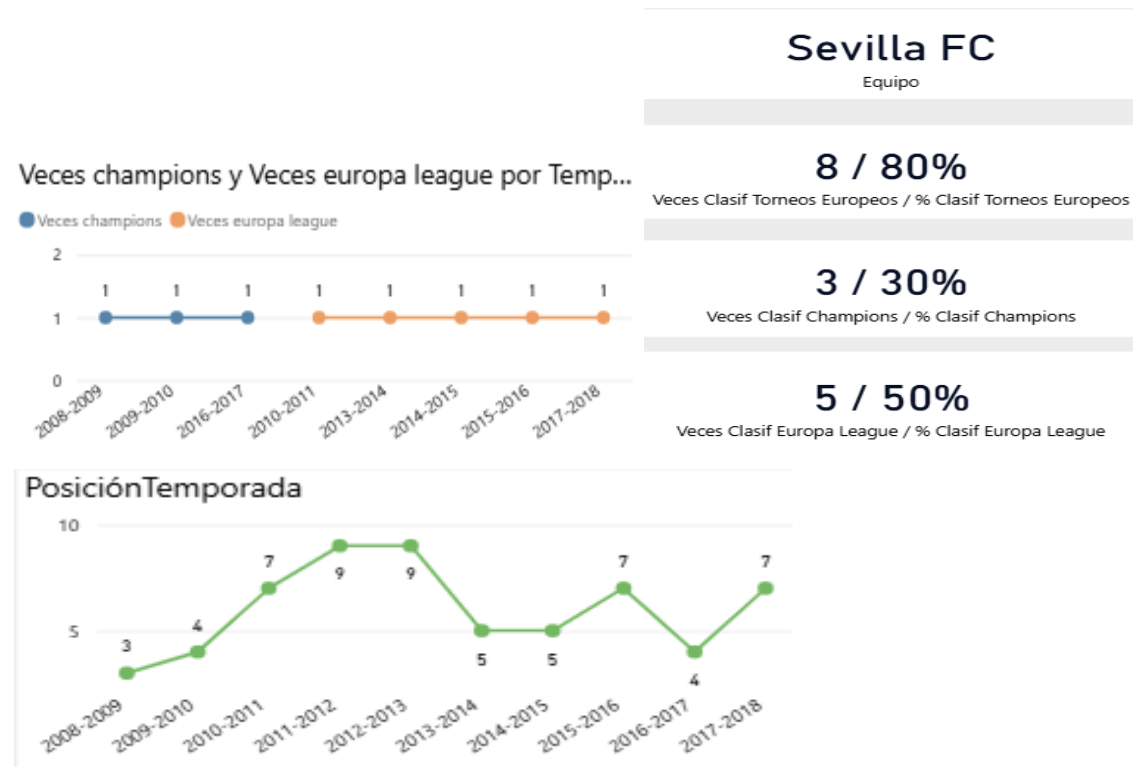 Sevilla FC
Equipo
8 / 80%
Veces Clasif Torneos Europeos / % Clasif Torneos Europeos
3 / 30%
Veces Clasif Champions / % Clasif Champions
5 / 50%
Veces Clasif Europa League / % Clasif Europa League
Veces champions y Veces europa league por Temp...
Veces champions Veces europa league
2
1 1 1 1 1 1 1 1
1
0
2008-2009 2009-2010 2016-2017 2010-2011 2013-2014 2014-2015 2015-2016 2017-2018
PosiciónTemporada
10
7 9 9 7 7
5
3 4 5 5 4
2008-2009 2009-2010 2010-2011 2011-2012 2012-2013 2013-2014 2014-2015 2015-2016 2016-2017 2017-2018